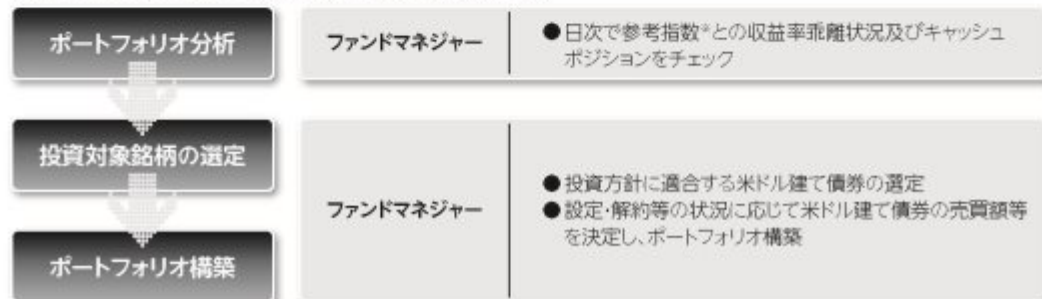 ポートフォリオ分析
ファンドマネジャー
●日次で参考指数*との収益率乖離状況及びキャッシュ
ポジションをチェック
投資対象銘柄の選定
ポートフォリオ構築
ファンドマネジャー
●投資方針に適合する米ドル建て債券の選定
●設定・解約等の状況に応じて米ドル建て債券の売買額等
を決定し、ポートフォリオ構築